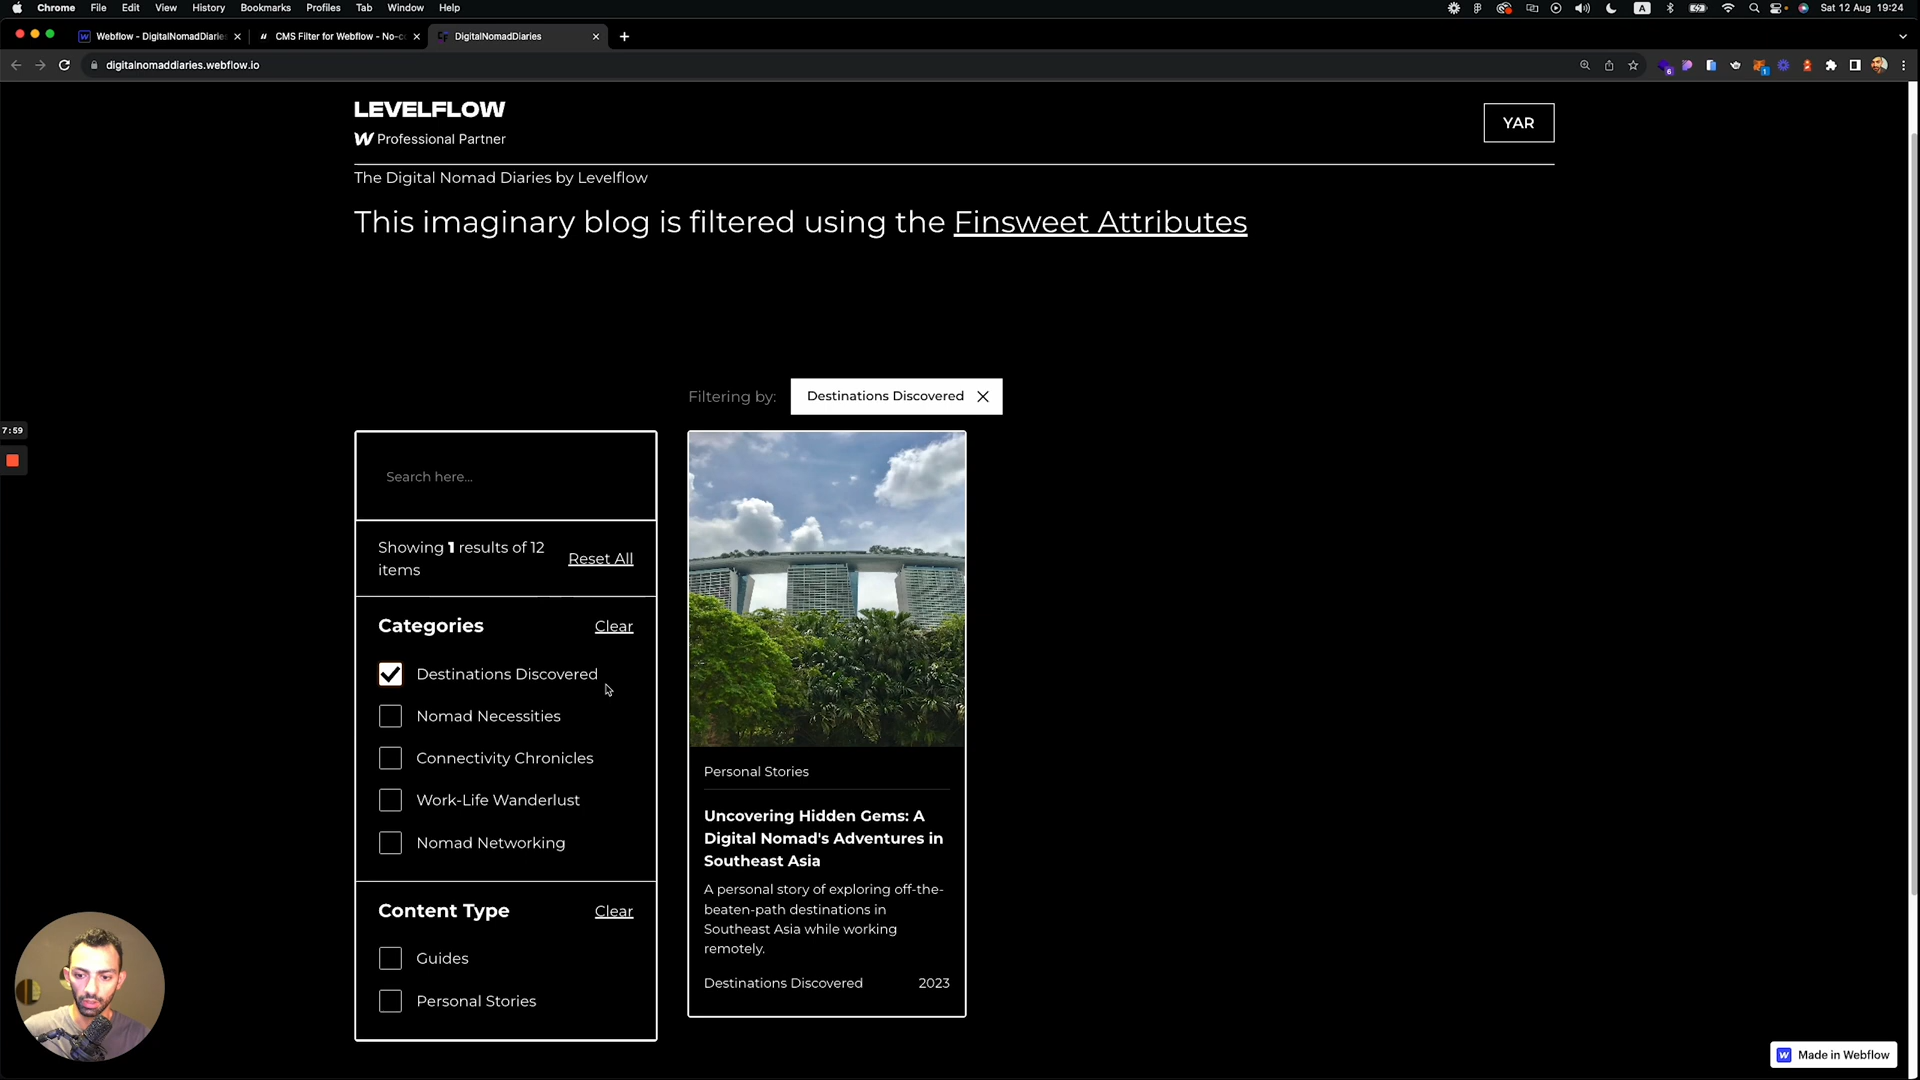 Chrome File Edit View History Bookmarks Profiles Tab Window Help
A
Sat 12 Aug 19:24
Webflow - DigitalNomadDiaries
CMS Filter for Webflow - No-c
DigitalNomadDiaries
digitalnomaddiaries.webflow.io
6
1
LEVELFLOW
W Professional Partner
YAR
The Digital Nomad Diaries by Levelflow
This imaginary blog is filtered using the Finsweet Attributes
Filtering by:
Destinations Discovered
7:59
Search here...
Showing 1 results of 12
items
Reset All
Categories
Clear
Destinations Discovered
Nomad Necessities
Connectivity Chronicles
Work-Life Wanderlust
Nomad Networking
Content Type
Clear
Guides
Personal Stories
Personal Stories
Uncovering Hidden Gems: A
Digital Nomad's Adventures in
Southeast Asia
A personal story of exploring off-the-
beaten-path destinations in
Southeast Asia while working
remotely.
Destinations Discovered
2023
W Made in Webflow